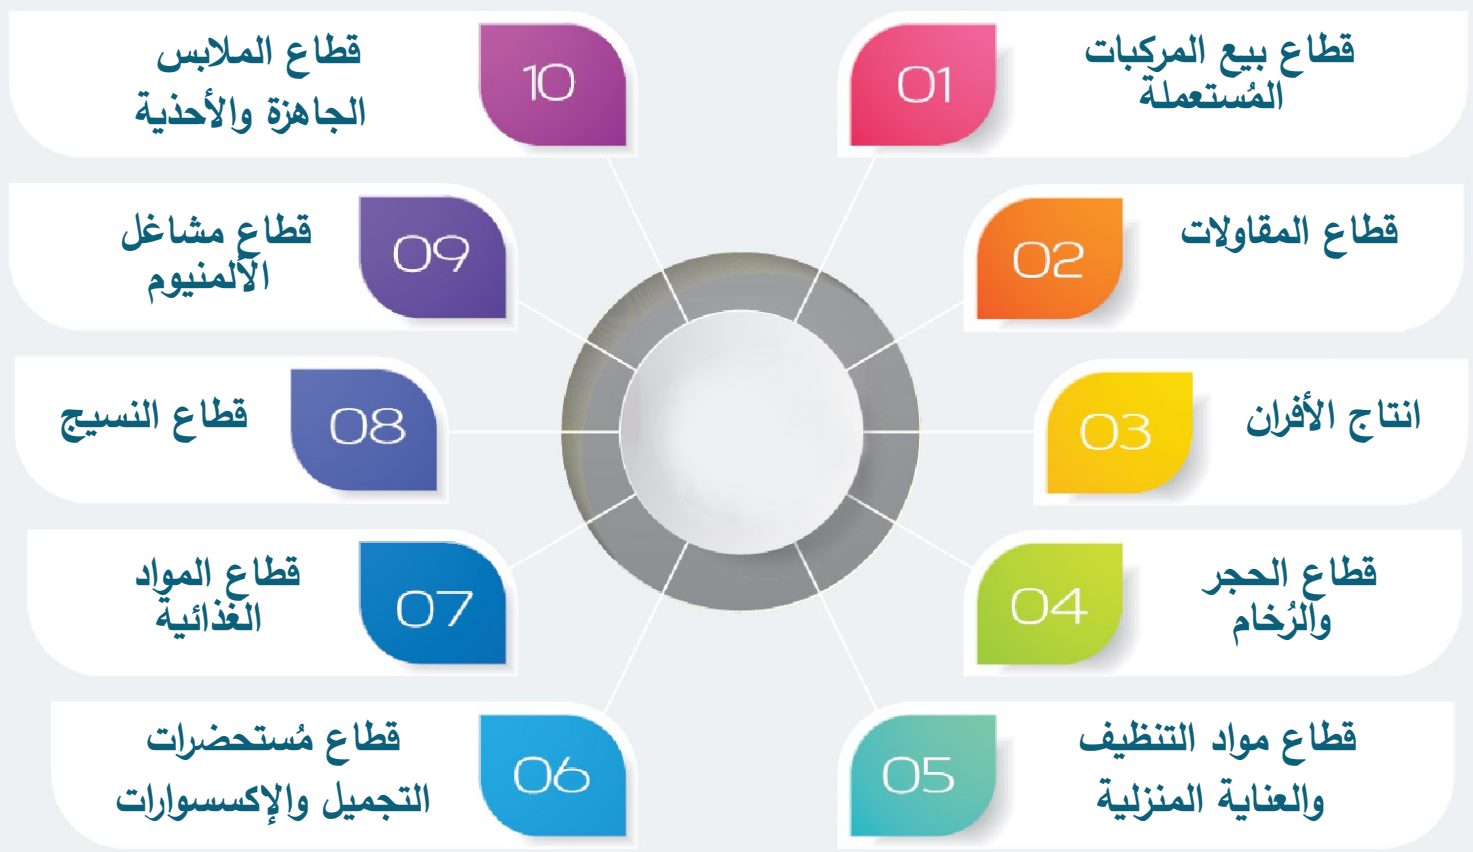 01
قطاع بيع المركبات
المُستعملة
02
قطاع المقاولات
03
انتاج الأفران
04
قطاع الحجر
والرُخام
05
قطاع مواد التنظيف
والعناية المنزلية
06
قطاع مُستحضرات
التجميل والإكسسوارات
07
قطاع المواد
الغذائية
08
قطاع النسيج
09
قطاع مشاغل
الألمنيوم
10
قطاع الملابس
الجاهزة والأحذية